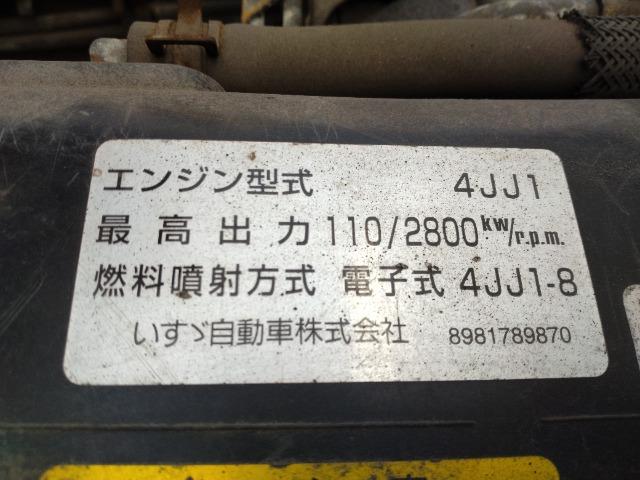 エンジン型式 4JJ1
最高出力 110/2800kW/r.p.m.
燃料噴射方式 電子式 4JJ1-8
いすゞ自動車株式会社 8981789870